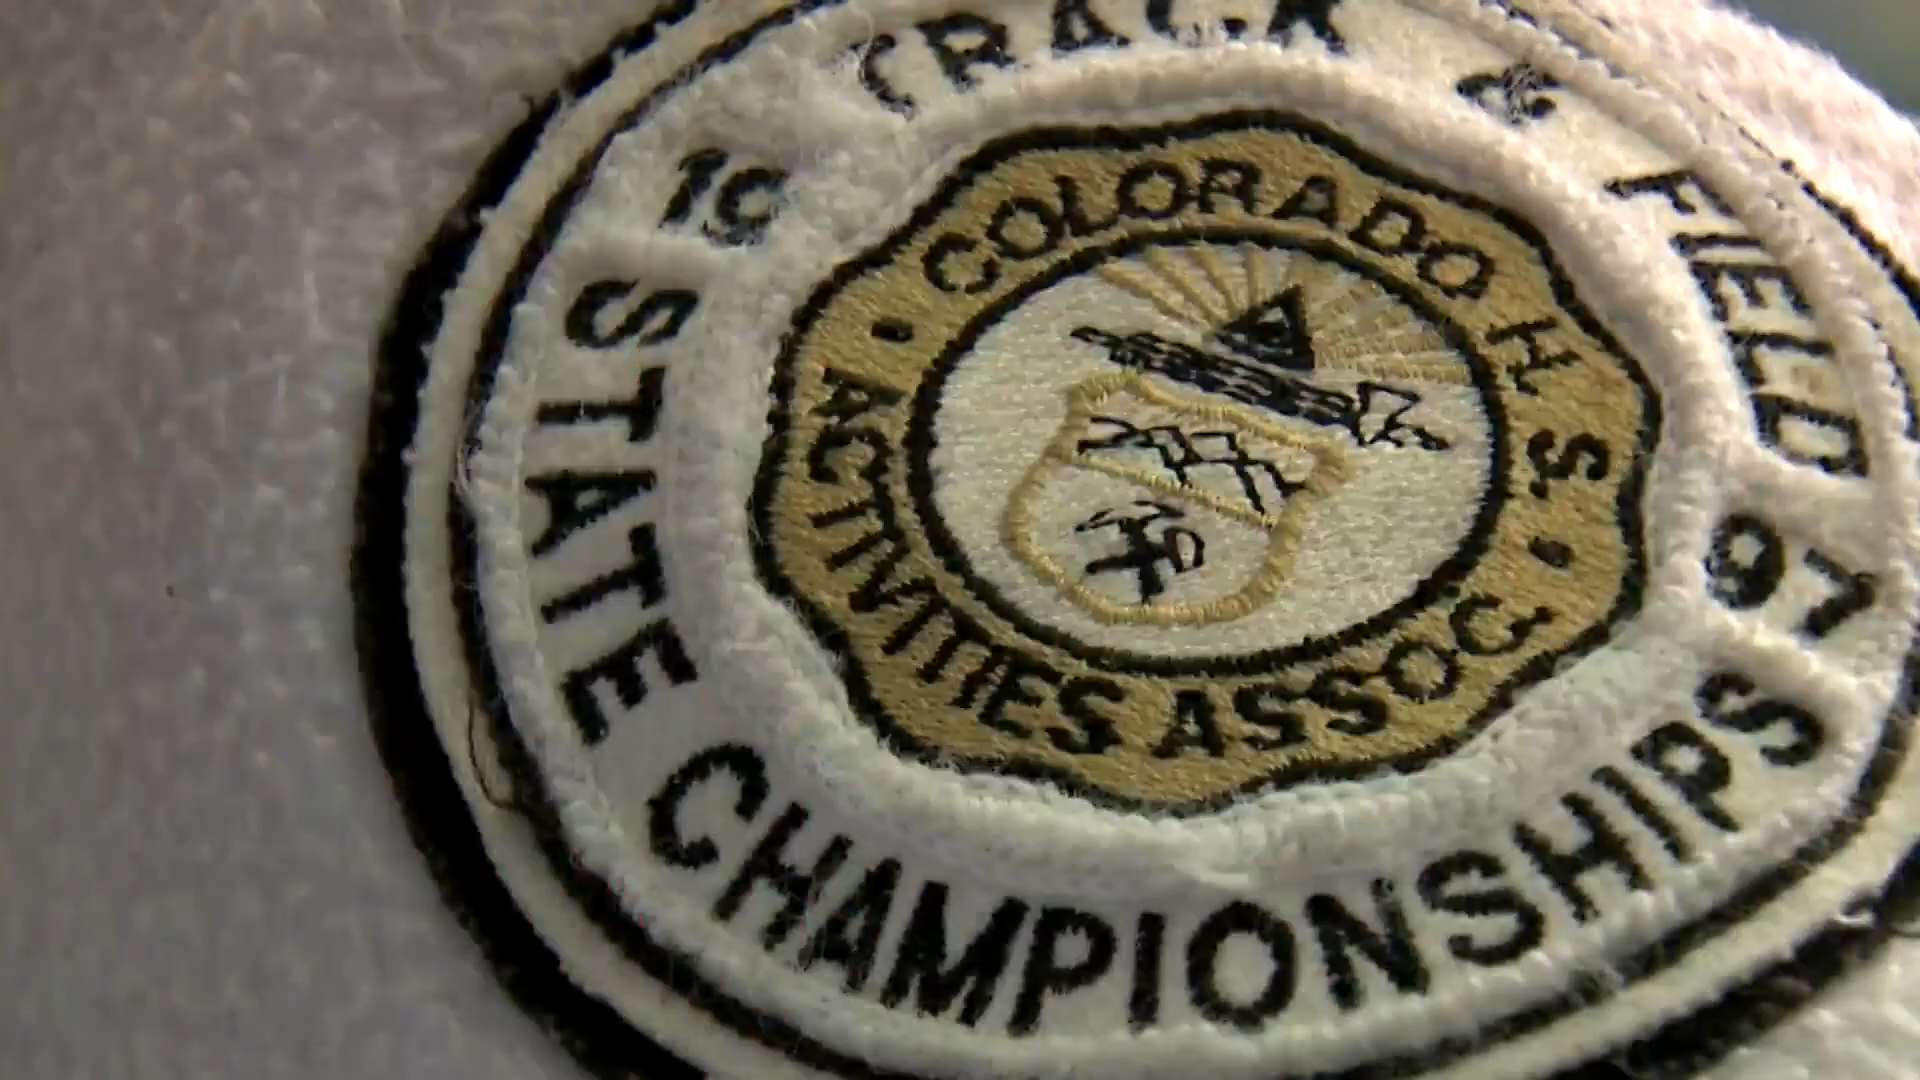 TRACK & FIELD
19 97
STATE CHAMPIONSHIPS
COLORADO H.S.
ACTIVITIES ASSOC